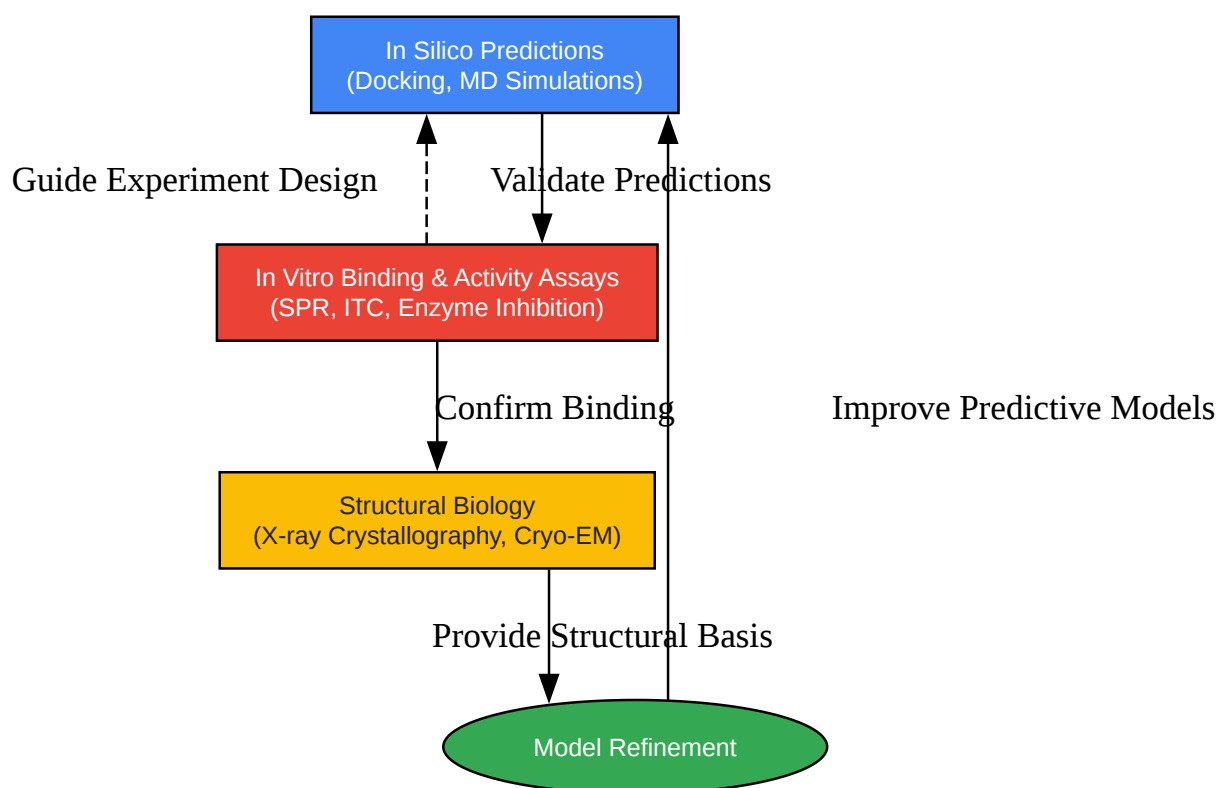 In Silico Predictions
(Docking, MD Simulations)
Guide Experiment Design
Validate Predictions
In Vitro Binding & Activity Assays
(SPR, ITC, Enzyme Inhibition)
Confirm Binding
Improve Predictive Models
Structural Biology
(X-ray Crystallography, Cryo-EM)
Provide Structural Basis
Model Refinement